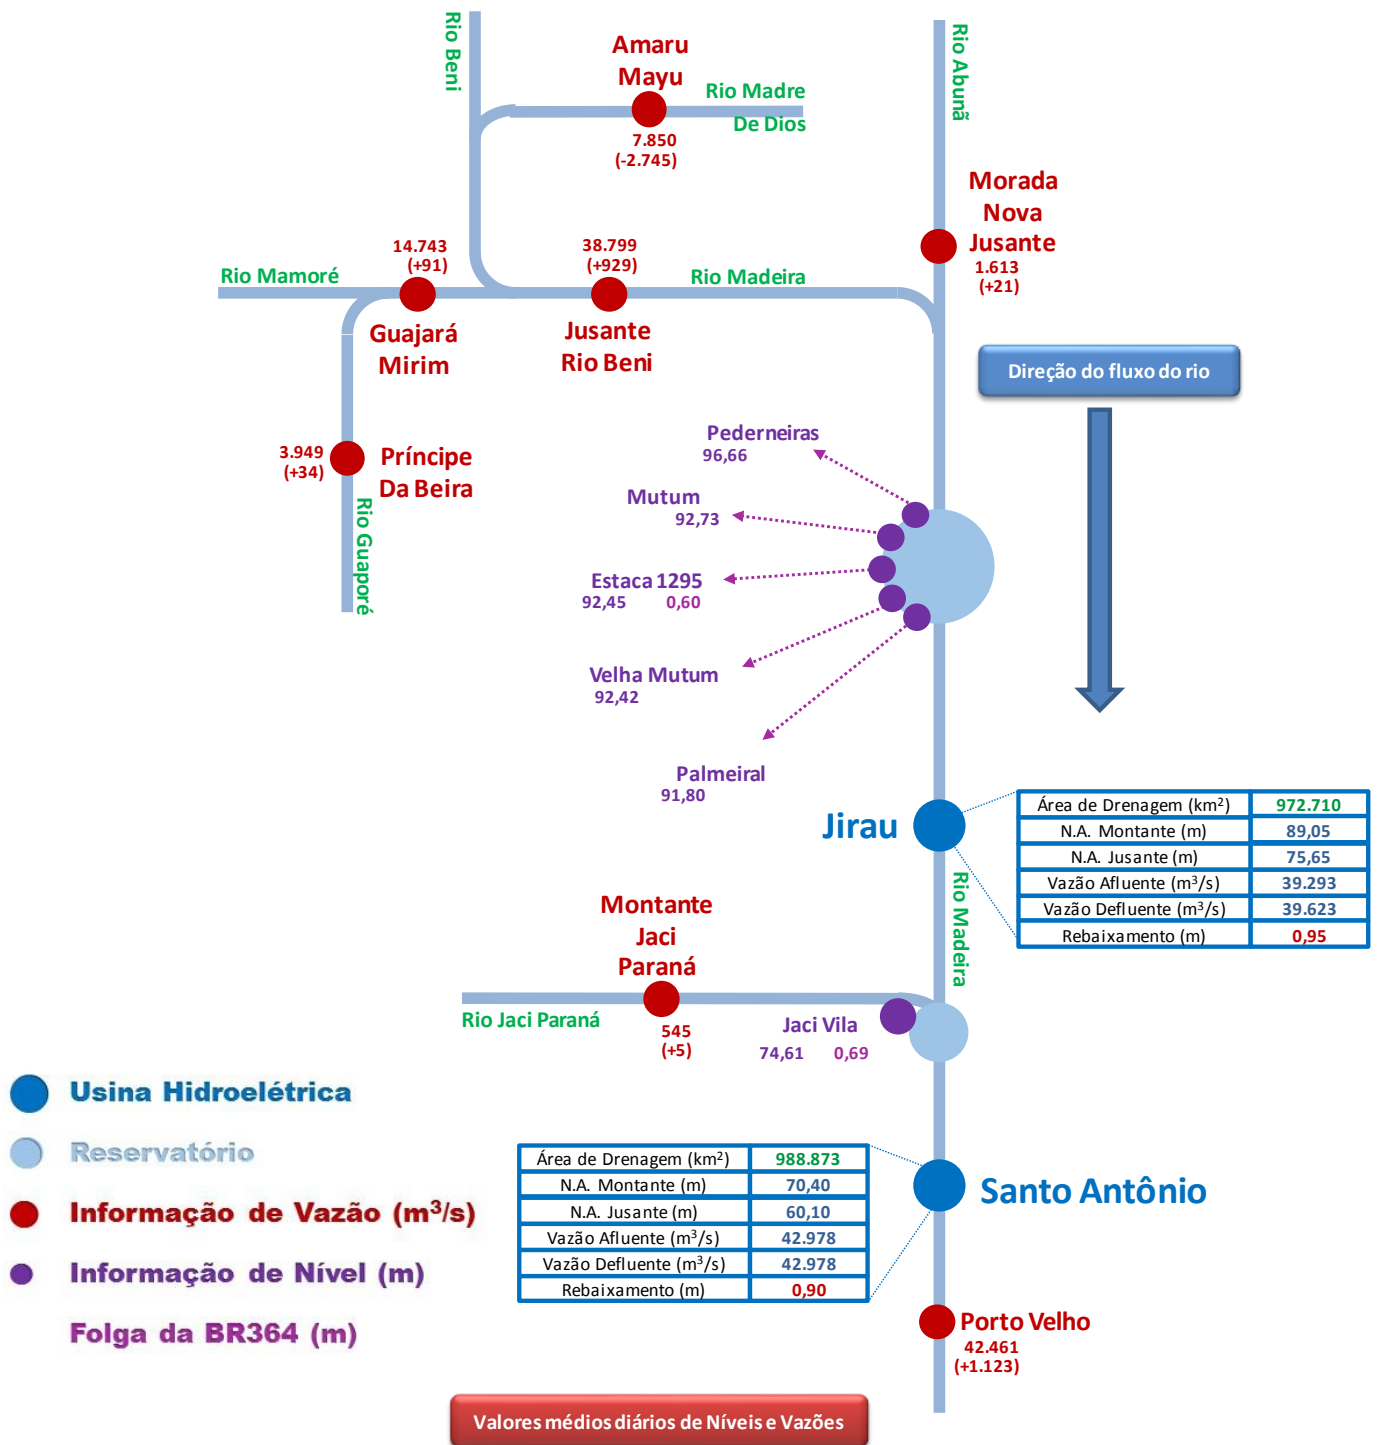 Rio Beni
Amaru
Mayu
Rio Madre
De Dios
7.850
(-2.745)
Rio Abunã
Morada
Nova
Jusante
1.613
(+21)
14.743
(+91)
38.799
(+929)
Rio Mamoré
Rio Madeira
Guajará
Mirim
Jusante
Rio Beni
Direção do fluxo do rio
3.949
(+34)
Príncipe
Da Beira
Rio Guaporé
Pederneiras
96,66
Mutum
92,73
Estaca 1295
92,45 0,60
Velha Mutum
92,42
Palmeiral
91,80
Jirau
Área de Drenagem (km²) 972.710
N.A. Montante (m) 89,05
N.A. Jusante (m) 75,65
Vazão Afluente (m³/s) 39.293
Vazão Defluente (m³/s) 39.623
Rebaixamento (m) 0,95
Rio Madeira
Montante
Jaci
Paraná
Rio Jaci Paraná
545
(+5)
Jaci Vila
74,61 0,69
Usina Hidroelétrica
Reservatório
Informação de Vazão (m³/s)
Informação de Nível (m)
Folga da BR364 (m)
Área de Drenagem (km²) 988.873
N.A. Montante (m) 70,40
N.A. Jusante (m) 60,10
Vazão Afluente (m³/s) 42.978
Vazão Defluente (m³/s) 42.978
Rebaixamento (m) 0,90
Santo Antônio
Porto Velho
42.461
(+1.123)
Valores médios diários de Níveis e Vazões